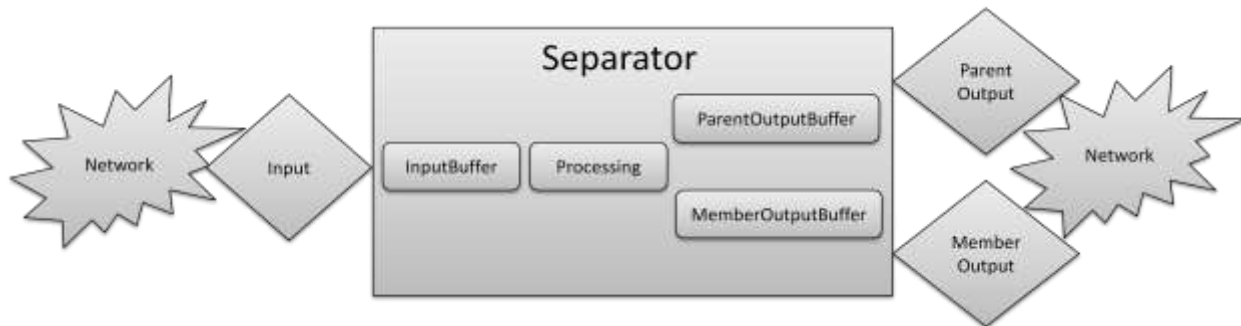 Separator
Network
Input
InputBuffer
Processing
ParentOutputBuffer
MemberOutputBuffer
Parent
Output
Member
Output
Network